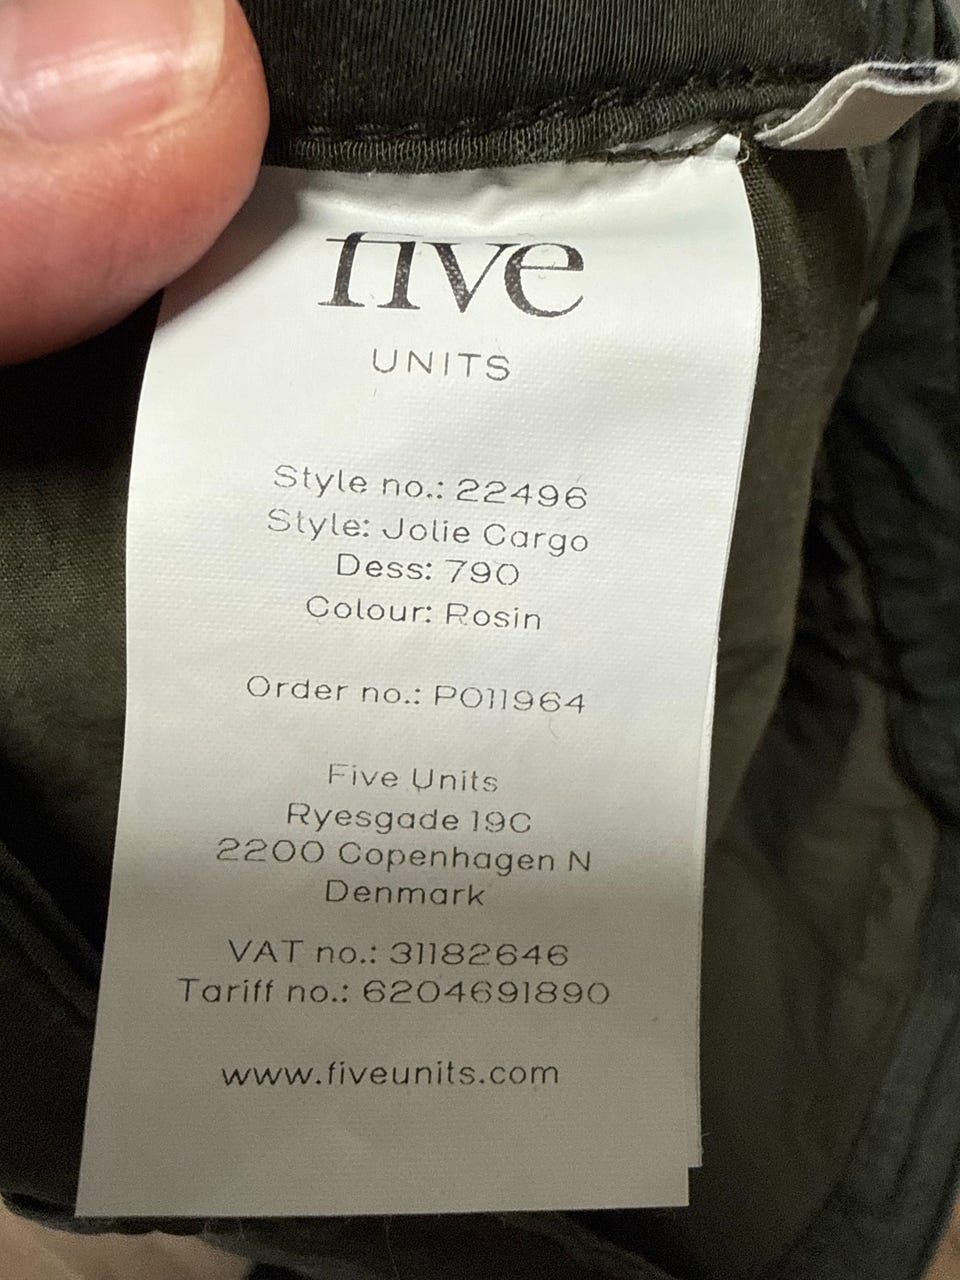 five
UNITS
Style no.: 22496
Style: Jolie Cargo
Dess: 790
Colour: Rosin
Order no.: PO11964
Five Units
Ryesgade 19C
2200 Copenhagen N
Denmark
VAT no.: 31182646
Tariff no.: 6204691890
www.fiveunits.com